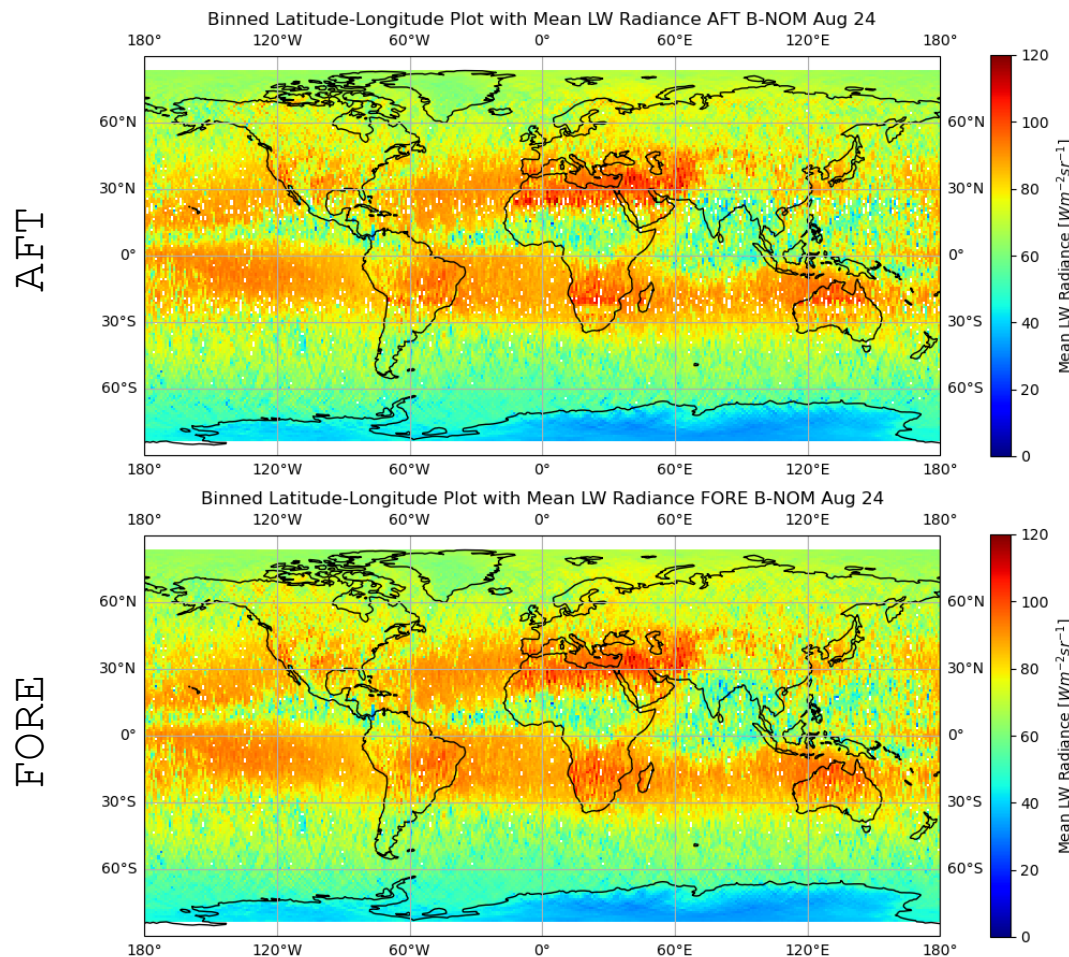 Binned Latitude-Longitude Plot with Mean LW Radiance AFT B-NOM Aug 24
180° 120°W 60°W 0° 60°E 120°E 180°
AFT
60°N 60°N
30°N 30°N
0° 0°
30°S 30°S
60°S 60°S
180° 120°W 60°W 0° 60°E 120°E 180°
120
100
80
60
40
20
0
Mean LW Radiance [Wm⁻²sr⁻¹]
Binned Latitude-Longitude Plot with Mean LW Radiance FORE B-NOM Aug 24
180° 120°W 60°W 0° 60°E 120°E 180°
FORE
60°N 60°N
30°N 30°N
0° 0°
30°S 30°S
60°S 60°S
180° 120°W 60°W 0° 60°E 120°E 180°
120
100
80
60
40
20
0
Mean LW Radiance [Wm⁻²sr⁻¹]